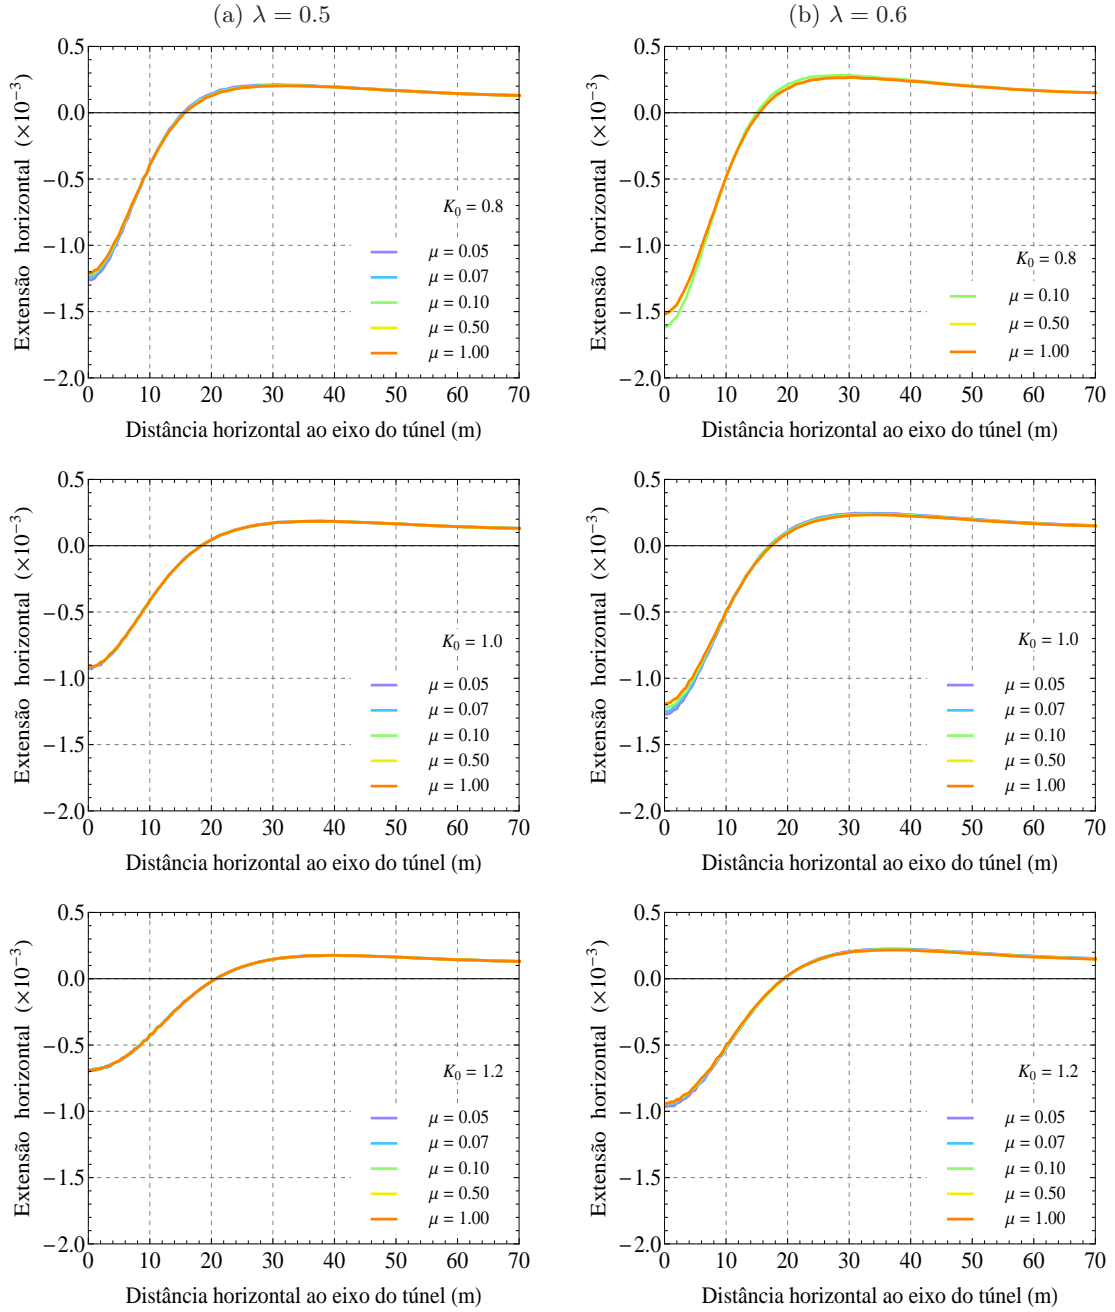 (a) λ = 0.5
0.5
0.0
−0.5
−1.0
−1.5
−2.0
Extensão horizontal (×10⁻³)
K₀ = 0.8
μ = 0.05
μ = 0.07
μ = 0.10
μ = 0.50
μ = 1.00
0 10 20 30 40 50 60 70
Distância horizontal ao eixo do túnel (m)
(b) λ = 0.6
0.5
0.0
−0.5
−1.0
−1.5
−2.0
Extensão horizontal (×10⁻³)
K₀ = 0.8
μ = 0.10
μ = 0.50
μ = 1.00
0 10 20 30 40 50 60 70
Distância horizontal ao eixo do túnel (m)
0.5
0.0
−0.5
−1.0
−1.5
−2.0
Extensão horizontal (×10⁻³)
K₀ = 1.0
μ = 0.05
μ = 0.07
μ = 0.10
μ = 0.50
μ = 1.00
0 10 20 30 40 50 60 70
Distância horizontal ao eixo do túnel (m)
0.5
0.0
−0.5
−1.0
−1.5
−2.0
Extensão horizontal (×10⁻³)
K₀ = 1.0
μ = 0.05
μ = 0.07
μ = 0.10
μ = 0.50
μ = 1.00
0 10 20 30 40 50 60 70
Distância horizontal ao eixo do túnel (m)
0.5
0.0
−0.5
−1.0
−1.5
−2.0
Extensão horizontal (×10⁻³)
K₀ = 1.2
μ = 0.05
μ = 0.07
μ = 0.10
μ = 0.50
μ = 1.00
0 10 20 30 40 50 60 70
Distância horizontal ao eixo do túnel (m)
0.5
0.0
−0.5
−1.0
−1.5
−2.0
Extensão horizontal (×10⁻³)
K₀ = 1.2
μ = 0.05
μ = 0.07
μ = 0.10
μ = 0.50
μ = 1.00
0 10 20 30 40 50 60 70
Distância horizontal ao eixo do túnel (m)